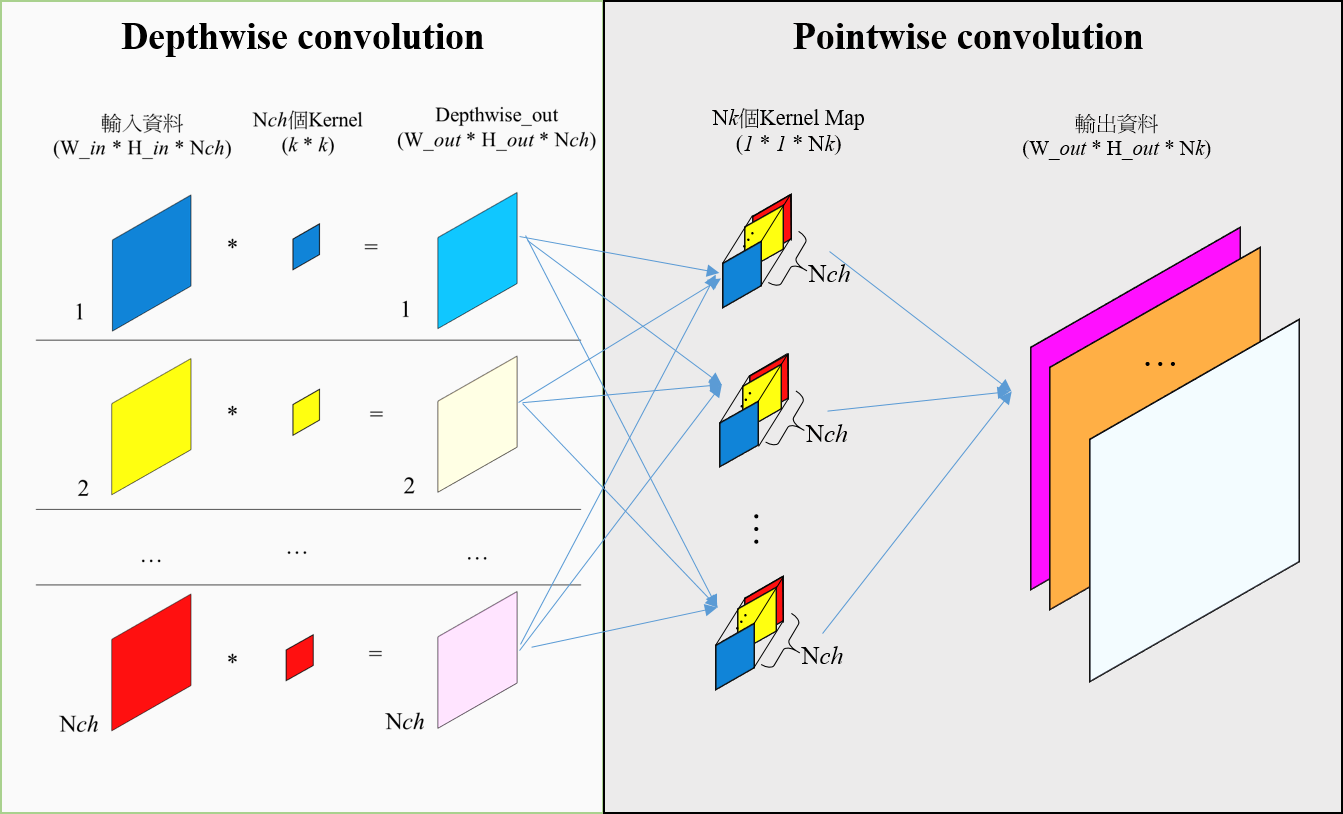 Depthwise convolution
Pointwise convolution
輸入資料
(W_in * H_in * Nch)
Nch個Kernel
(k * k)
Depthwise_out
(W_out * H_out * Nch)
Nk個Kernel Map
(1 * 1 * Nk)
輸出資料
(W_out * H_out * Nk)
1
*
=
1
Nch
2
*
=
2
Nch
...
...
...
...
...
Nch
*
=
Nch
Nch